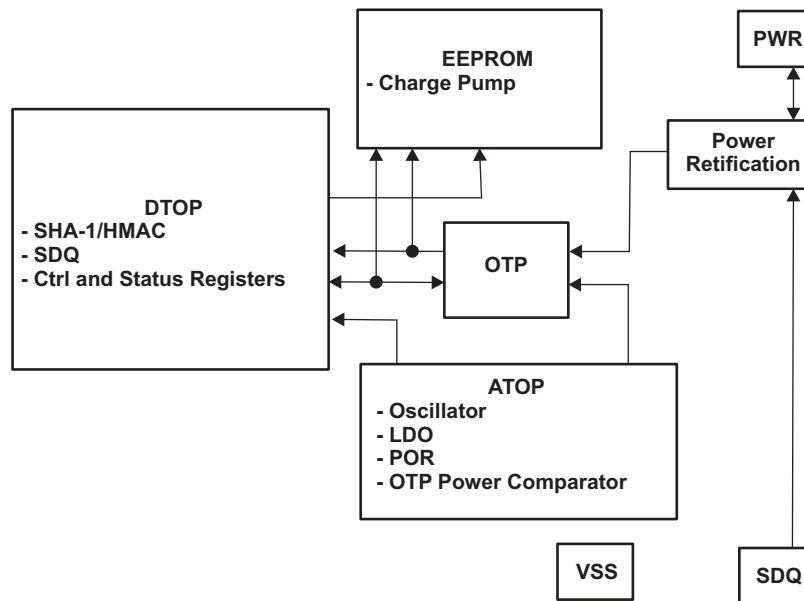 EEPROM
- Charge Pump
PWR
Power
Retification
DTOP
- SHA-1/HMAC
- SDQ
- Ctrl and Status Registers
OTP
ATOP
- Oscillator
- LDO
- POR
- OTP Power Comparator
VSS
SDQ